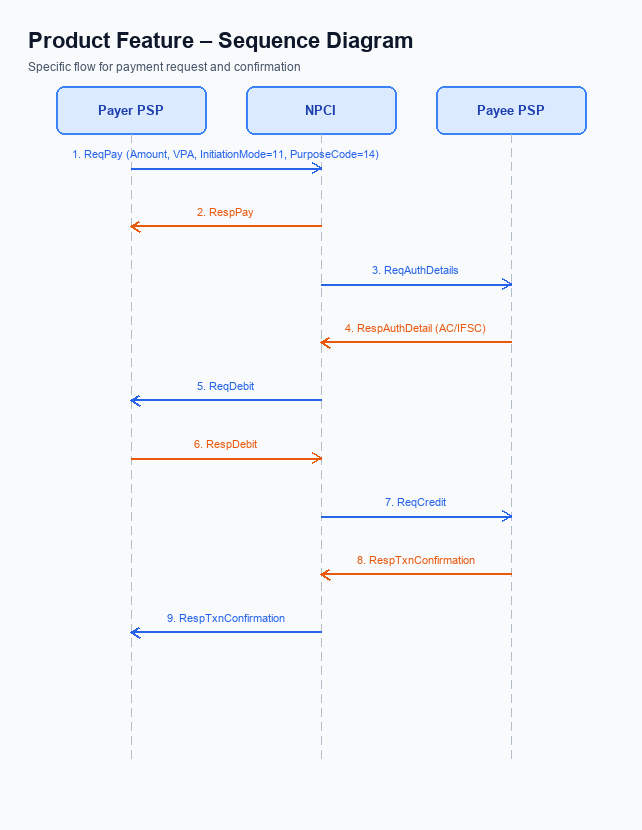 Product Feature – Sequence Diagram
Specific flow for payment request and confirmation
Payer PSP
NPCI
Payee PSP
1. ReqPay (Amount, VPA, InitiationMode=11, PurposeCode=14)
2. RespPay
3. ReqAuthDetails
4. RespAuthDetail (AC/IFSC)
5. ReqDebit
6. RespDebit
7. ReqCredit
8. RespTxnConfirmation
9. RespTxnConfirmation